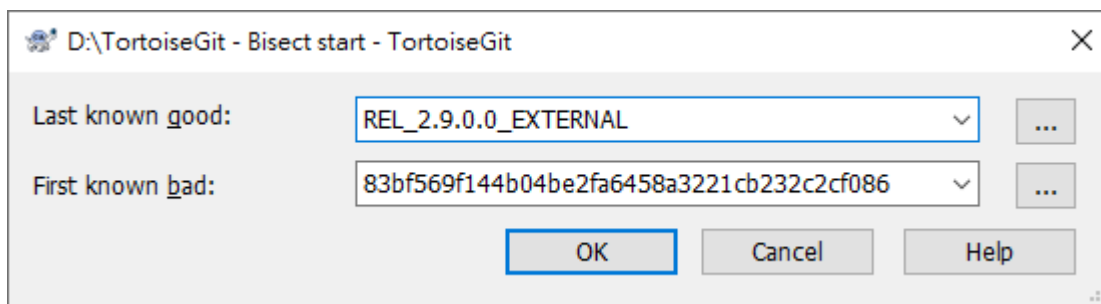 D:\TortoiseGit - Bisect start - TortoiseGit
Last known good: REL_2.9.0.0_EXTERNAL ...
First known bad: 83bf569f144b04be2fa6458a3221cb232c2cf086 ...
OK Cancel Help